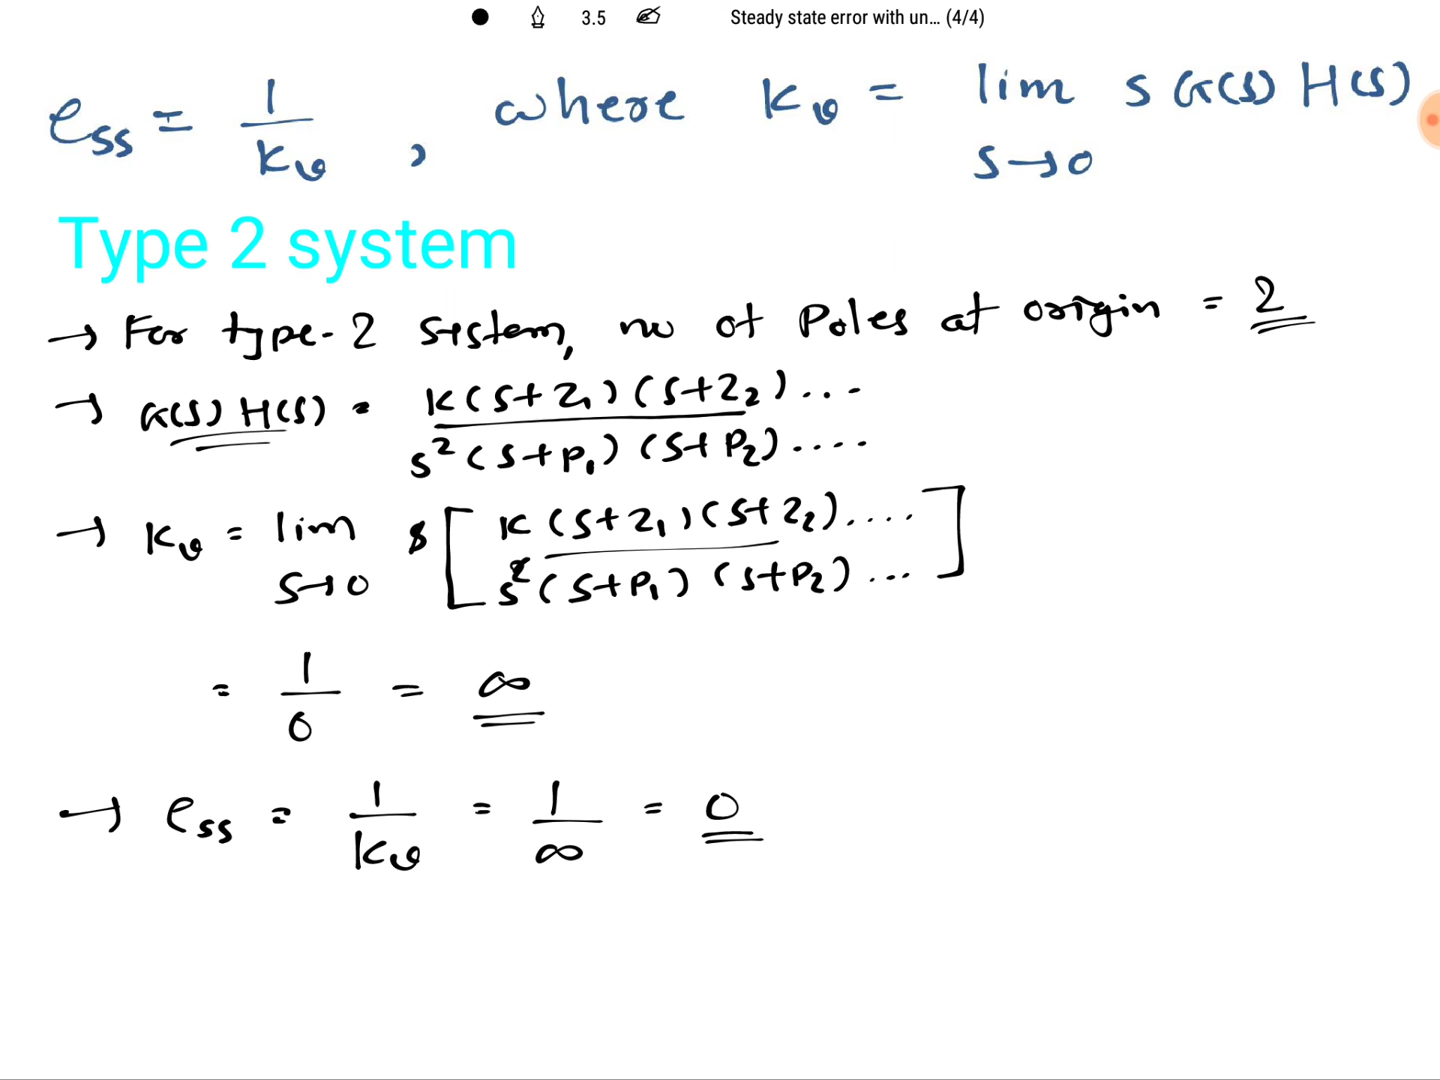 3.5 Steady state error with un... (4/4)
ess = 1/Kv , where Kv = lim s→0 s G(s) H(s)
Type 2 system
→ For type-2 system, no of Poles at origin = 2
→ G(s) H(s) = K(s+z₁)(s+z₂)... / s²(s+p₁)(s+p₂)....
→ Kv = lim s→0 s [ K(s+z₁)(s+z₂).... / s²(s+p₁)(s+p₂)... ]
= 1/0 = ∞
→ ess = 1/Kv = 1/∞ = 0